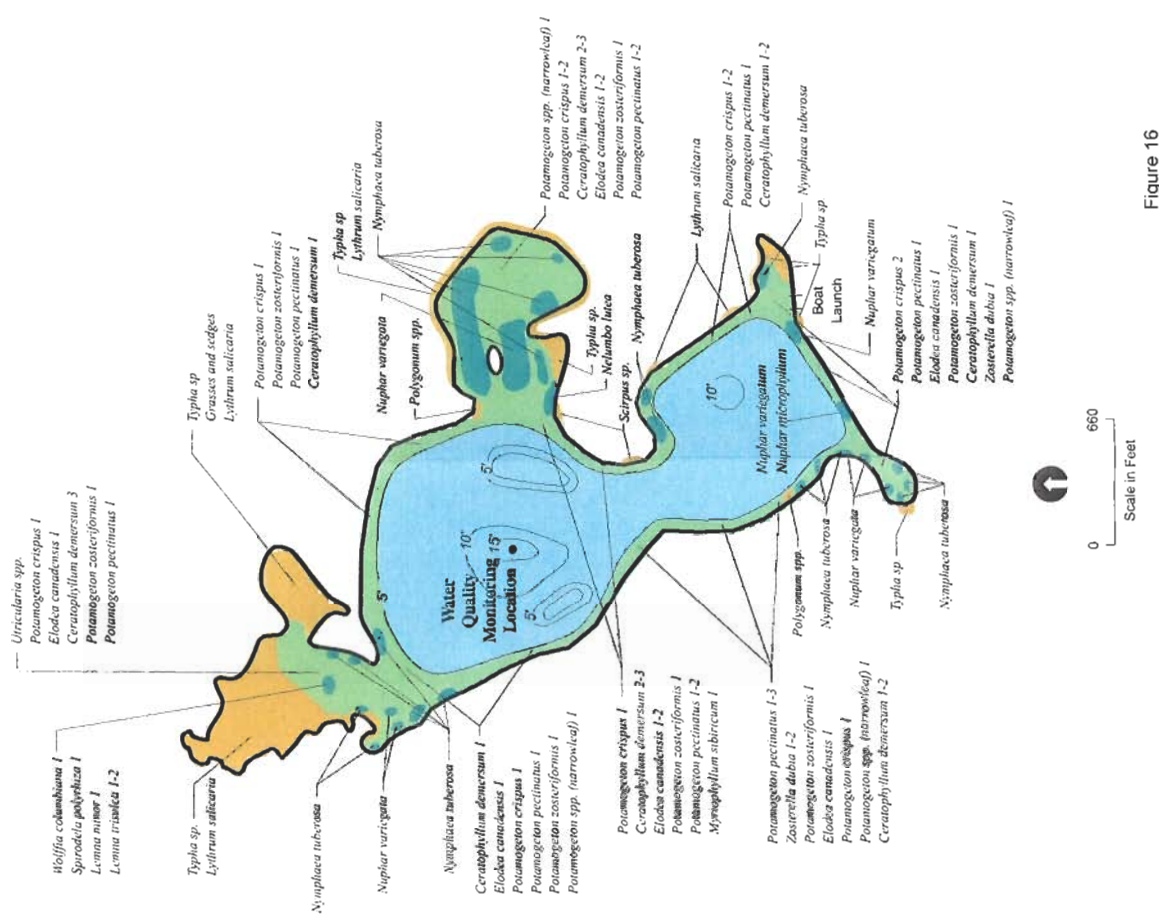 Utricularia spp.
Potamogeton crispus 1
Elodea canadensis 1
Ceratophyllum demersum 3
Potamogeton zosteriformis 1
Potamogeton pectinatus 1
Wolffia columbiana 1
Spirodela polyrhiza 1
Lemna minor 1
Lemna trisulca 1-2
Typha sp
Grasses and sedges
Lythrum salicaria
Typha sp.
Lythrum salicaria
Potamogeton crispus 1
Potamogeton zosteriformis 1
Potamogeton pectinatus 1
Ceratophyllum demersum 1
Nuphar variegata
Polygonum spp.
Typha sp
Lythrum salicaria
Nymphaea tuberosa
Potamogeton spp. (narrowleaf) 1
Potamogeton crispus 1-2
Ceratophyllum demersum 2-3
Elodea canadensis 1-2
Potamogeton zosteriformis 1
Potamogeton pectinatus 1-2
Nymphaea tuberosa
Nuphar variegata
Nymphaea tuberosa
Ceratophyllum demersum 1
Elodea canadensis 1
Potamogeton crispus 1
Potamogeton pectinatus 1
Potamogeton zosteriformis 1
Potamogeton spp. (narrowleaf) 1
5'
Water
Quality
Monitoring
Location
10'
15'
5'
5'
Typha sp.
Nelumbo lutea
Scirpus sp.
Nymphaea tuberosa
Lythrum salicaria
Potamogeton crispus 1-2
Potamogeton pectinatus 1
Ceratophyllum demersum 1-2
Nymphaea tuberosa
Typha sp
Boat
Launch
Nuphar variegatum
10'
Nuphar variegatum
Nuphar microphyllum
Potamogeton crispus 1
Ceratophyllum demersum 2-3
Elodea canadensis 1-2
Potamogeton zosteriformis 1
Potamogeton pectinatus 1-2
Myriophyllum sibiricum 1
Potamogeton pectinatus 1-3
Zosterella dubia 1-2
Potamogeton zosteriformis 1
Elodea canadensis 1
Potamogeton crispus 1
Potamogeton spp. (narrowleaf) 1
Ceratophyllum demersum 1-2
Polygonum spp.
Nymphaea tuberosa
Nuphar variegata
Typha sp
Nymphaea tuberosa
Potamogeton crispus 2
Potamogeton pectinatus 1
Elodea canadensis 1
Potamogeton zosteriformis 1
Ceratophyllum demersum 1
Zosterella dubia 1
Potamogeton spp. (narrowleaf) 1
0
660
Scale in Feet
Figure 16